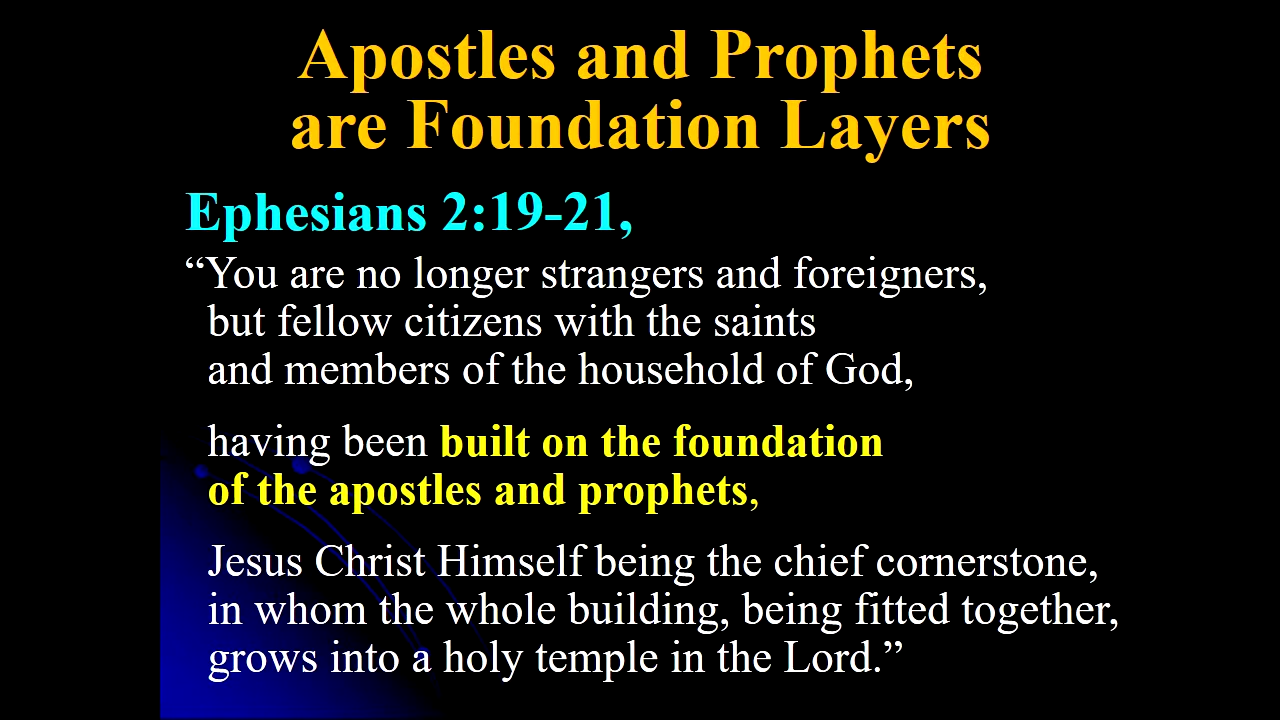 Apostles and Prophets
are Foundation Layers
Ephesians 2:19-21,
“You are no longer strangers and foreigners,
but fellow citizens with the saints
and members of the household of God,
having been built on the foundation
of the apostles and prophets,
Jesus Christ Himself being the chief cornerstone,
in whom the whole building, being fitted together,
grows into a holy temple in the Lord.”